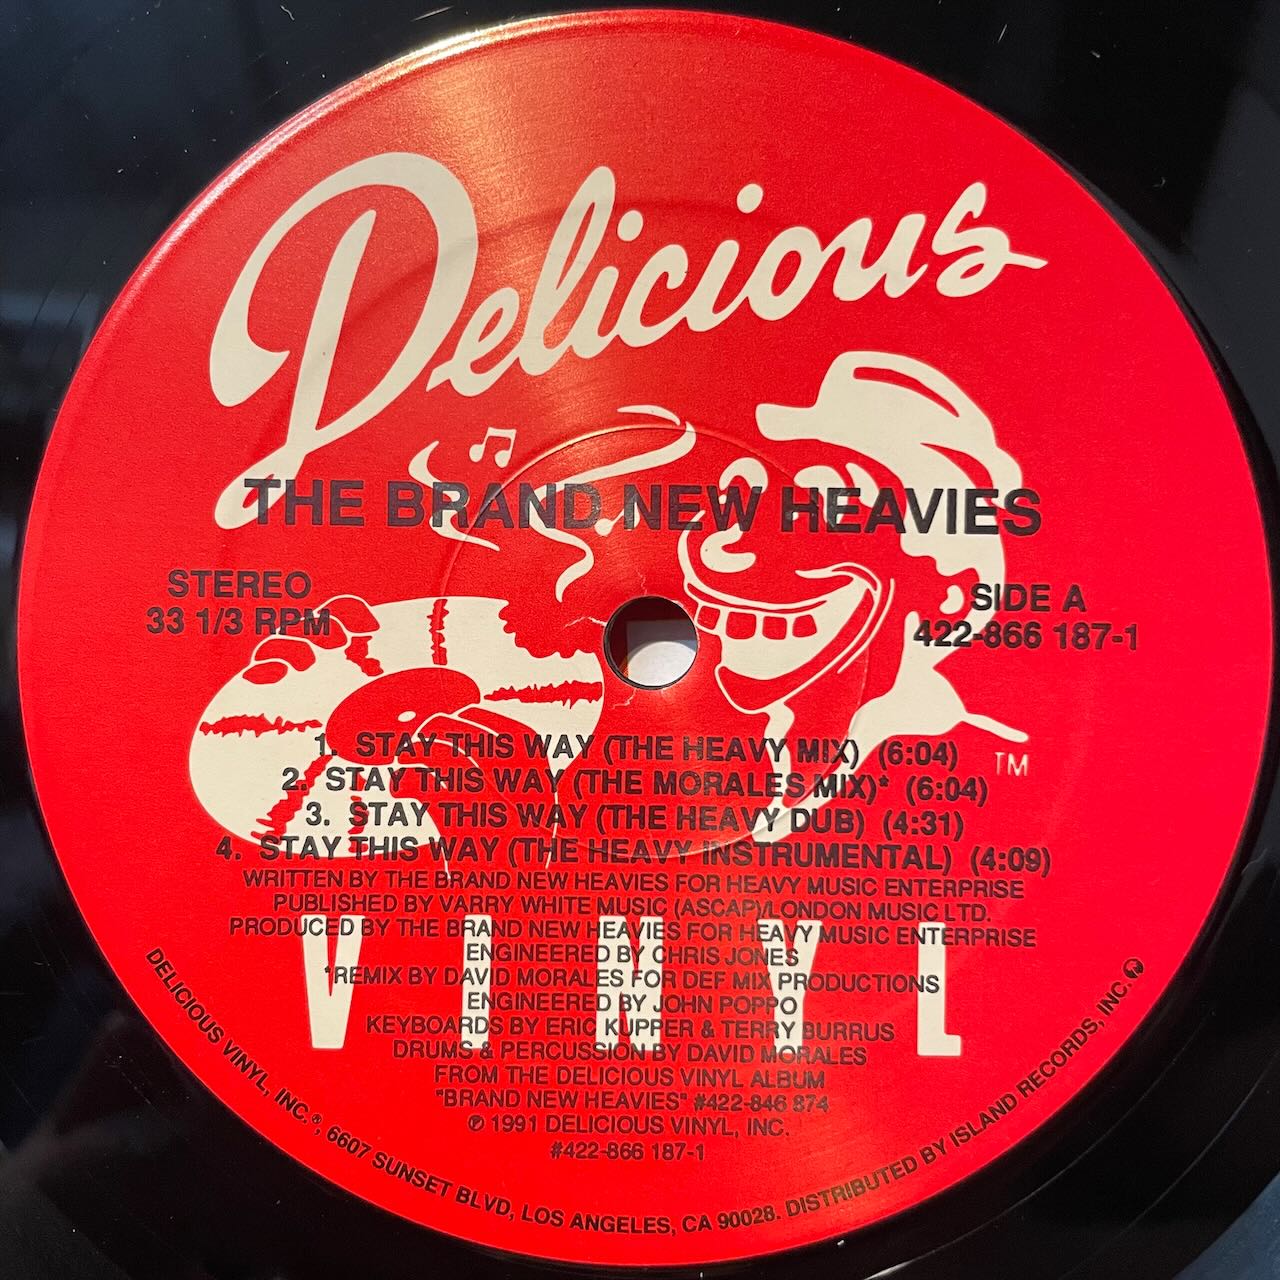 Delicious
THE BRAND NEW HEAVIES
STEREO
33 1/3 RPM
SIDE A
422-866 187-1
TM
1. STAY THIS WAY (THE HEAVY MIX) (6:04)
2. STAY THIS WAY (THE MORALES MIX)* (6:04)
3. STAY THIS WAY (THE HEAVY DUB) (4:31)
4. STAY THIS WAY (THE HEAVY INSTRUMENTAL) (4:09)
WRITTEN BY THE BRAND NEW HEAVIES FOR HEAVY MUSIC ENTERPRISE
PUBLISHED BY VARRY WHITE MUSIC (ASCAP)/LONDON MUSIC LTD.
PRODUCED BY THE BRAND NEW HEAVIES FOR HEAVY MUSIC ENTERPRISE
ENGINEERED BY CHRIS JONES
*REMIX BY DAVID MORALES FOR DEF MIX PRODUCTIONS
ENGINEERED BY JOHN POPPO
KEYBOARDS BY ERIC KUPPER & TERRY BURRUS
DRUMS & PERCUSSION BY DAVID MORALES
FROM THE DELICIOUS VINYL ALBUM
"BRAND NEW HEAVIES" #422-846 874
℗ 1991 DELICIOUS VINYL, INC.
#422-866 187-1
VINYL
DELICIOUS VINYL, INC.®, 6607 SUNSET BLVD, LOS ANGELES, CA 90028. DISTRIBUTED BY ISLAND RECORDS, INC.